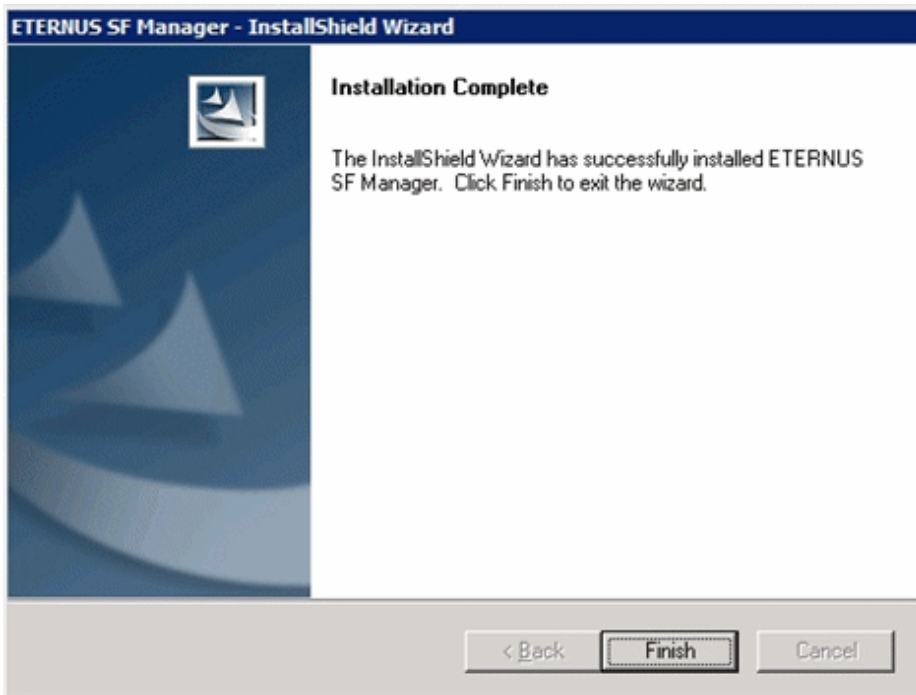 ETERNUS SF Manager - InstallShield Wizard
Installation Complete
The InstallShield Wizard has successfully installed ETERNUS
SF Manager. Click Finish to exit the wizard.
< Back
Finish
Cancel